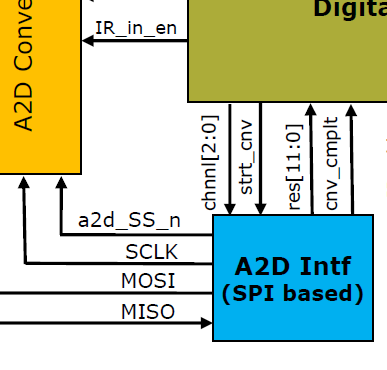 Digita
IR_in_en
A2D Conve
chnnl[2:0]
strt_cnv
res[11:0]
cnv_cmplt
a2d_SS_n
SCLK
MOSI
MISO
A2D Intf
(SPI based)